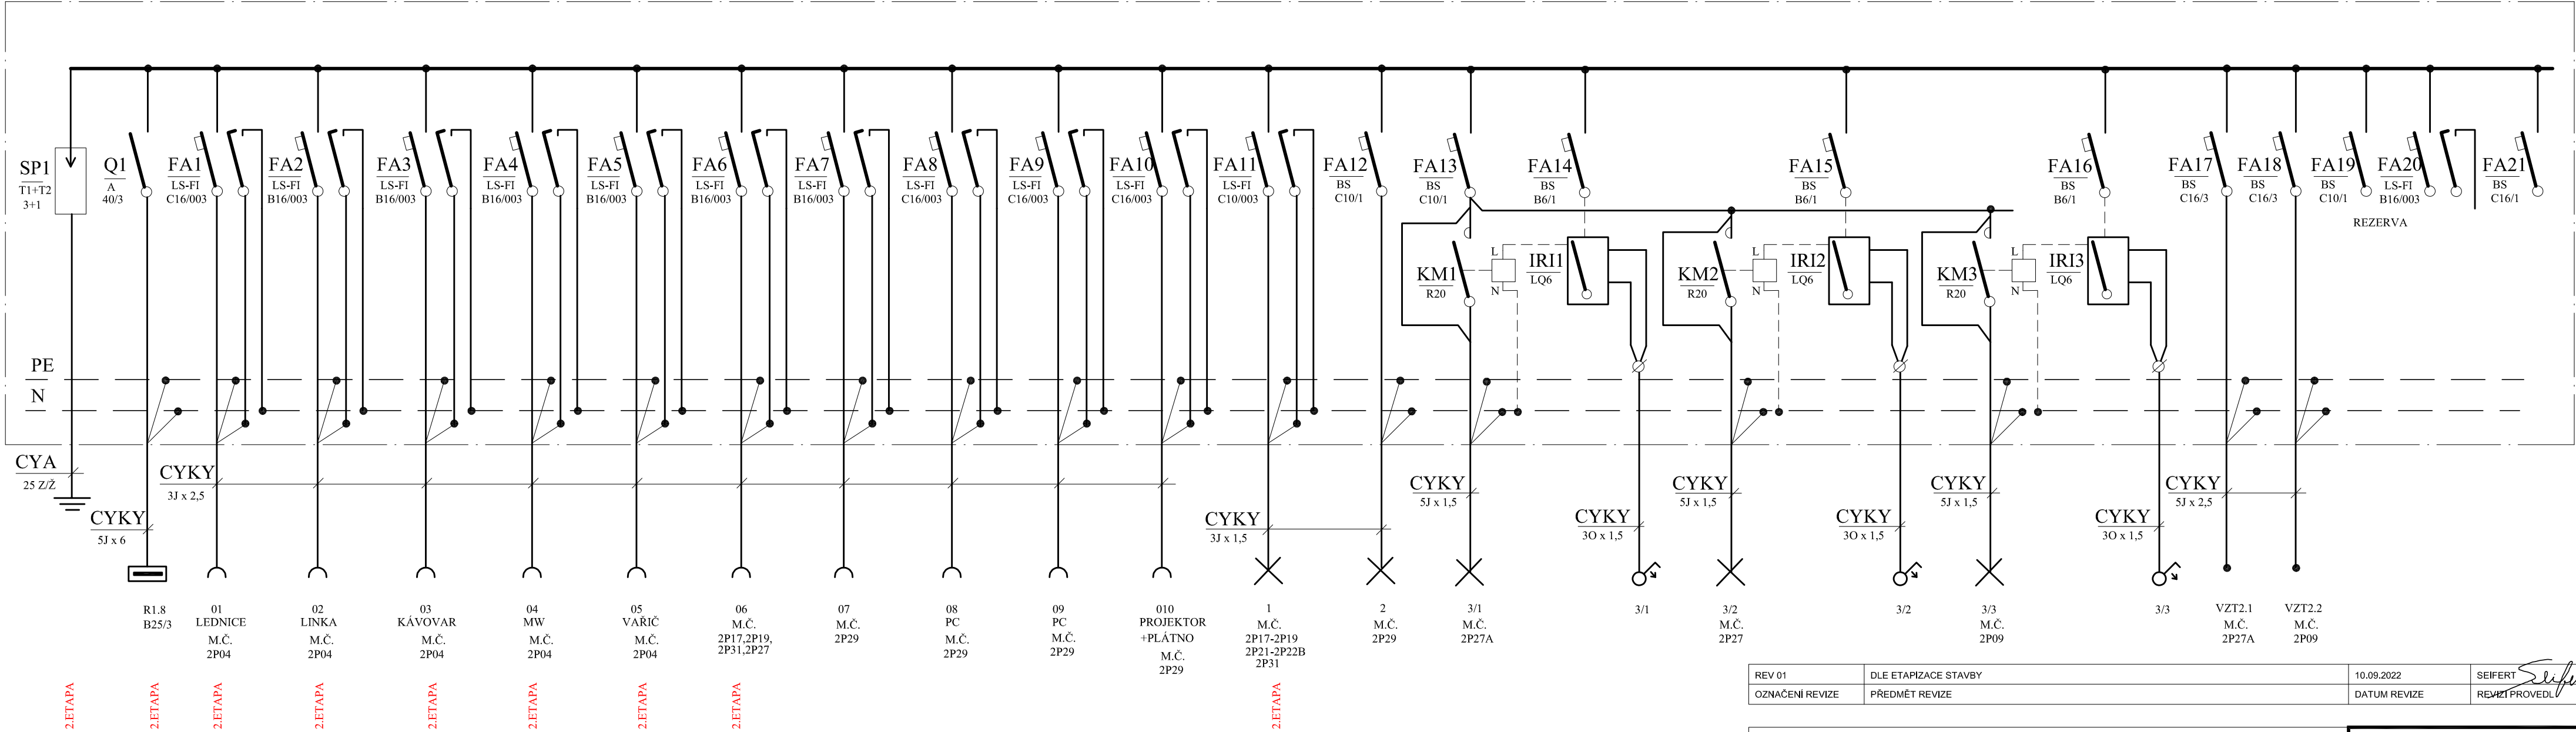 SP1
T1+T2
3+1
Q1
A
40/3
FA1
LS-FI
C16/003
FA2
LS-FI
B16/003
FA3
LS-FI
B16/003
FA4
LS-FI
B16/003
FA5
LS-FI
B16/003
FA6
LS-FI
B16/003
FA7
LS-FI
B16/003
FA8
LS-FI
C16/003
FA9
LS-FI
C16/003
FA10
LS-FI
C16/003
FA11
LS-FI
C10/003
FA12
BS
C10/1
FA13
BS
C10/1
FA14
BS
B6/1
FA15
BS
B6/1
FA16
BS
B6/1
FA17
BS
C16/3
FA18
BS
C16/3
FA19
BS
C10/1
FA20
LS-FI
B16/003
FA21
BS
C16/1
REZERVA
KM1
R20
L
N
IRI1
LQ6
KM2
R20
L
N
IRI2
LQ6
KM3
R20
L
N
IRI3
LQ6
PE
N
CYA
25 Z/Ž
CYKY
5J x 6
CYKY
3J x 2,5
CYKY
3J x 1,5
CYKY
5J x 1,5
CYKY
3O x 1,5
CYKY
5J x 1,5
CYKY
3O x 1,5
CYKY
5J x 1,5
CYKY
3O x 1,5
CYKY
5J x 2,5
R1.8
B25/3
01
LEDNICE
M.Č.
2P04
02
LINKA
M.Č.
2P04
03
KÁVOVAR
M.Č.
2P04
04
MW
M.Č.
2P04
05
VAŘIČ
M.Č.
2P04
06
M.Č.
2P17,2P19,
2P31,2P27
07
M.Č.
2P29
08
PC
M.Č.
2P29
09
PC
M.Č.
2P29
010
PROJEKTOR
+PLÁTNO
M.Č.
2P29
1
M.Č.
2P17-2P19
2P21-2P22B
2P31
2
M.Č.
2P29
3/1
M.Č.
2P27A
3/1
3/2
M.Č.
2P27
3/2
3/3
M.Č.
2P09
3/3
VZT2.1
M.Č.
2P27A
VZT2.2
M.Č.
2P09
2.ETAPA
2.ETAPA
2.ETAPA
2.ETAPA
2.ETAPA
2.ETAPA
2.ETAPA
2.ETAPA
2.ETAPA
REV 01 DLE ETAPIZACE STAVBY 10.09.2022 SEIFERT Seifert
OZNAČENÍ REVIZE PŘEDMĚT REVIZE DATUM REVIZE REVIZI PROVEDL